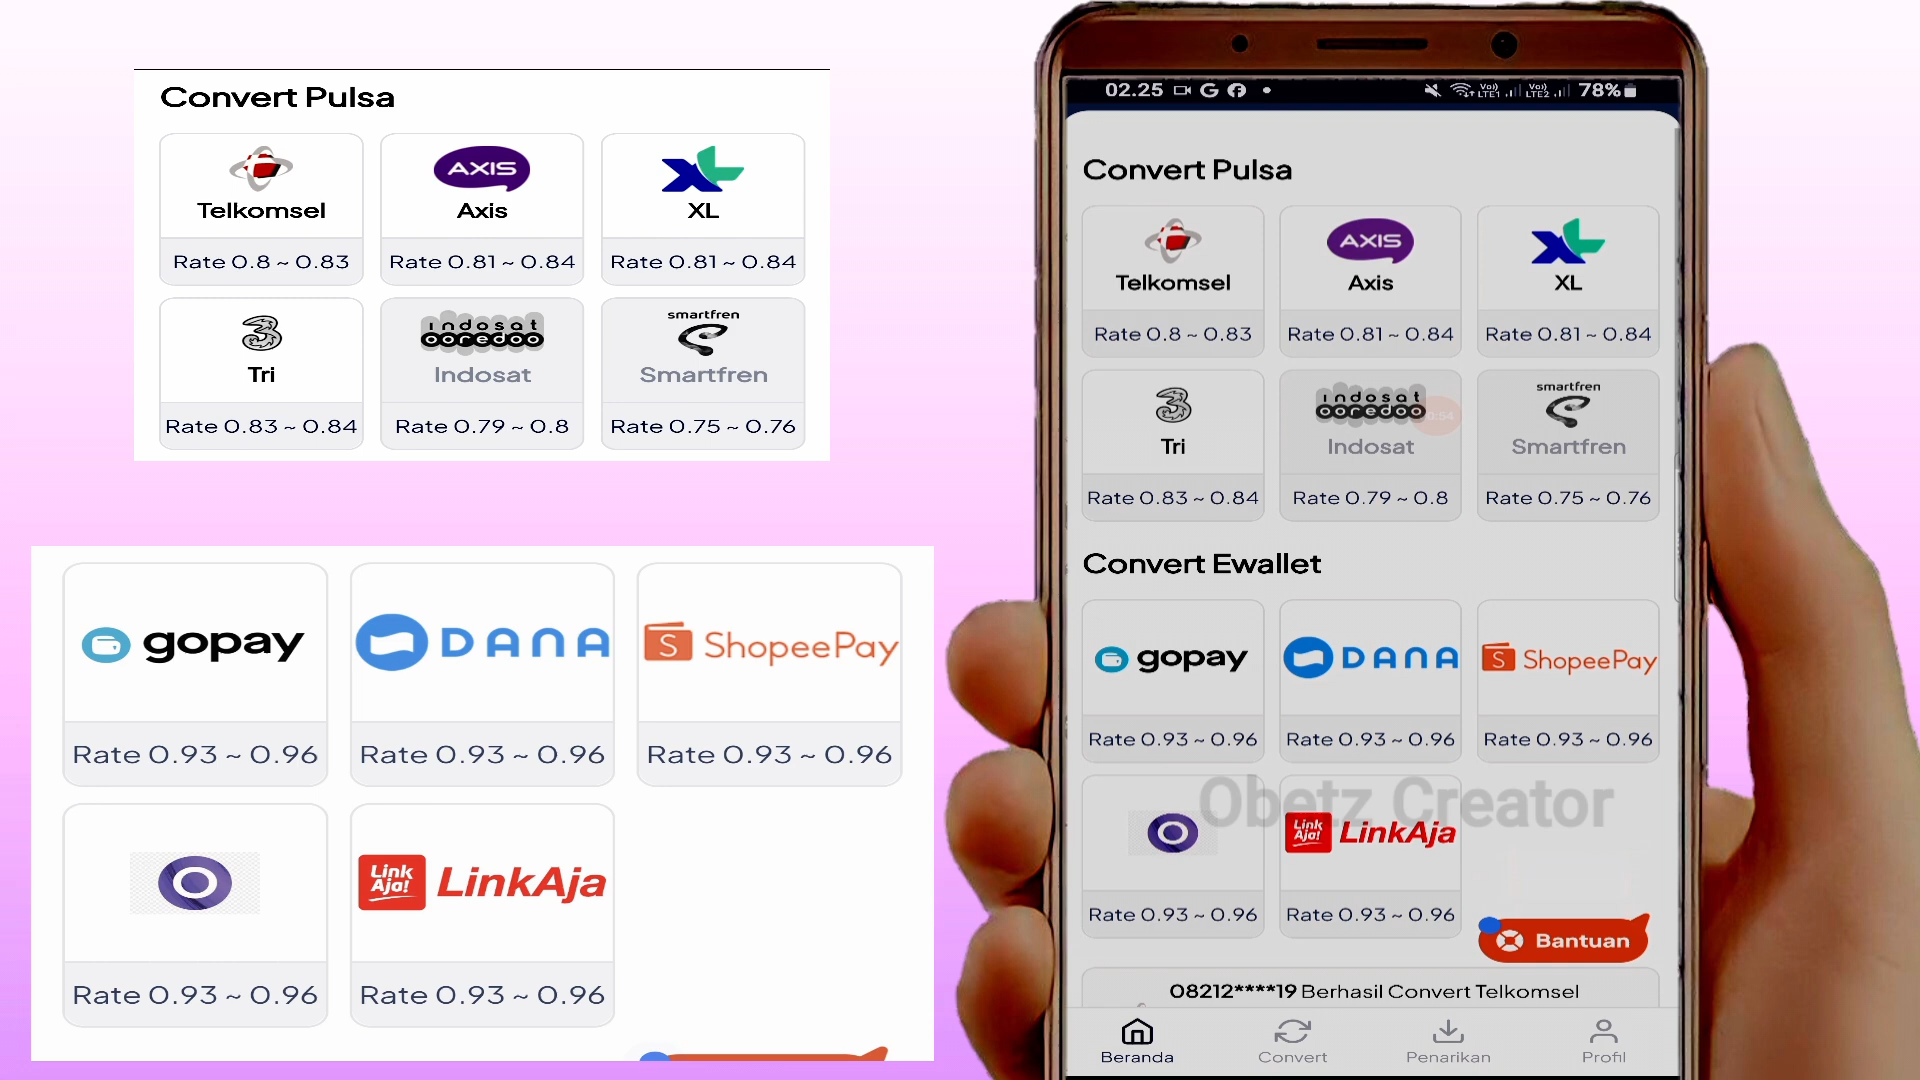 Convert Pulsa
AXIS
Telkomsel
Axis
XL
Rate 0.8 ~ 0.83
Rate 0.81 ~ 0.84
Rate 0.81 ~ 0.84
3
indosat
ooredoo
smartfren
Tri
Indosat
Smartfren
Rate 0.83 ~ 0.84
Rate 0.79 ~ 0.8
Rate 0.75 ~ 0.76
gopay
DANA
S ShopeePay
Rate 0.93 ~ 0.96
Rate 0.93 ~ 0.96
Rate 0.93 ~ 0.96
Link
Aja!
LinkAja
Rate 0.93 ~ 0.96
Rate 0.93 ~ 0.96
02.25
Vo)) LTE1
Vo)) LTE2
78%
Convert Pulsa
AXIS
Telkomsel
Axis
XL
Rate 0.8 ~ 0.83
Rate 0.81 ~ 0.84
Rate 0.81 ~ 0.84
3
indosat
ooredoo
smartfren
Tri
Indosat
Smartfren
Rate 0.83 ~ 0.84
Rate 0.79 ~ 0.8
Rate 0.75 ~ 0.76
Convert Ewallet
gopay
DANA
S ShopeePay
Rate 0.93 ~ 0.96
Rate 0.93 ~ 0.96
Rate 0.93 ~ 0.96
Obetz Creator
Link
Aja!
LinkAja
Rate 0.93 ~ 0.96
Rate 0.93 ~ 0.96
Bantuan
08212****19 Berhasil Convert Telkomsel
Beranda
Convert
Penarikan
Profil